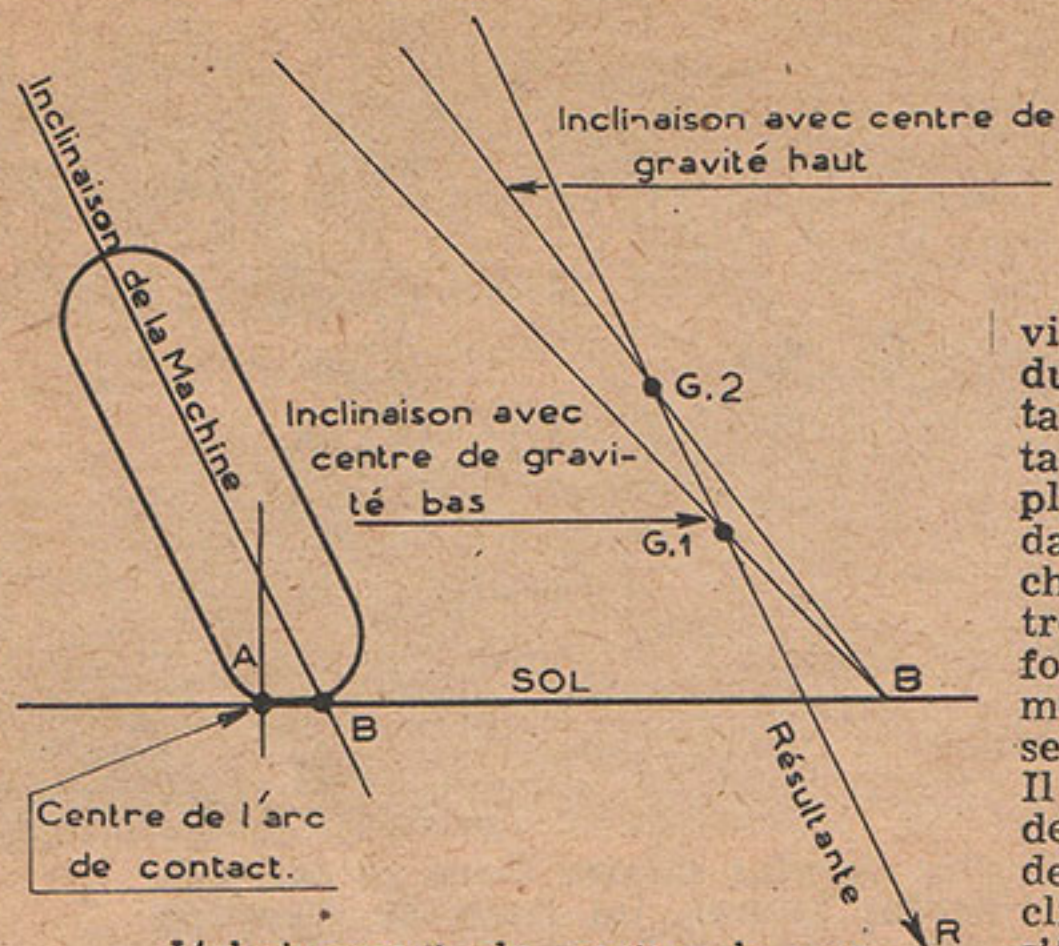 Inclinaison de la Machine
Inclinaison avec centre de
gravité haut
G.2
Inclinaison avec
centre de gravi-
té bas
G.1
A
SOL
B
B
Centre de l'arc
de contact.
Résultante
R
vi
du
ta
ta
pl
da
ch
tr
fo
m
se
Il
de
de
cl